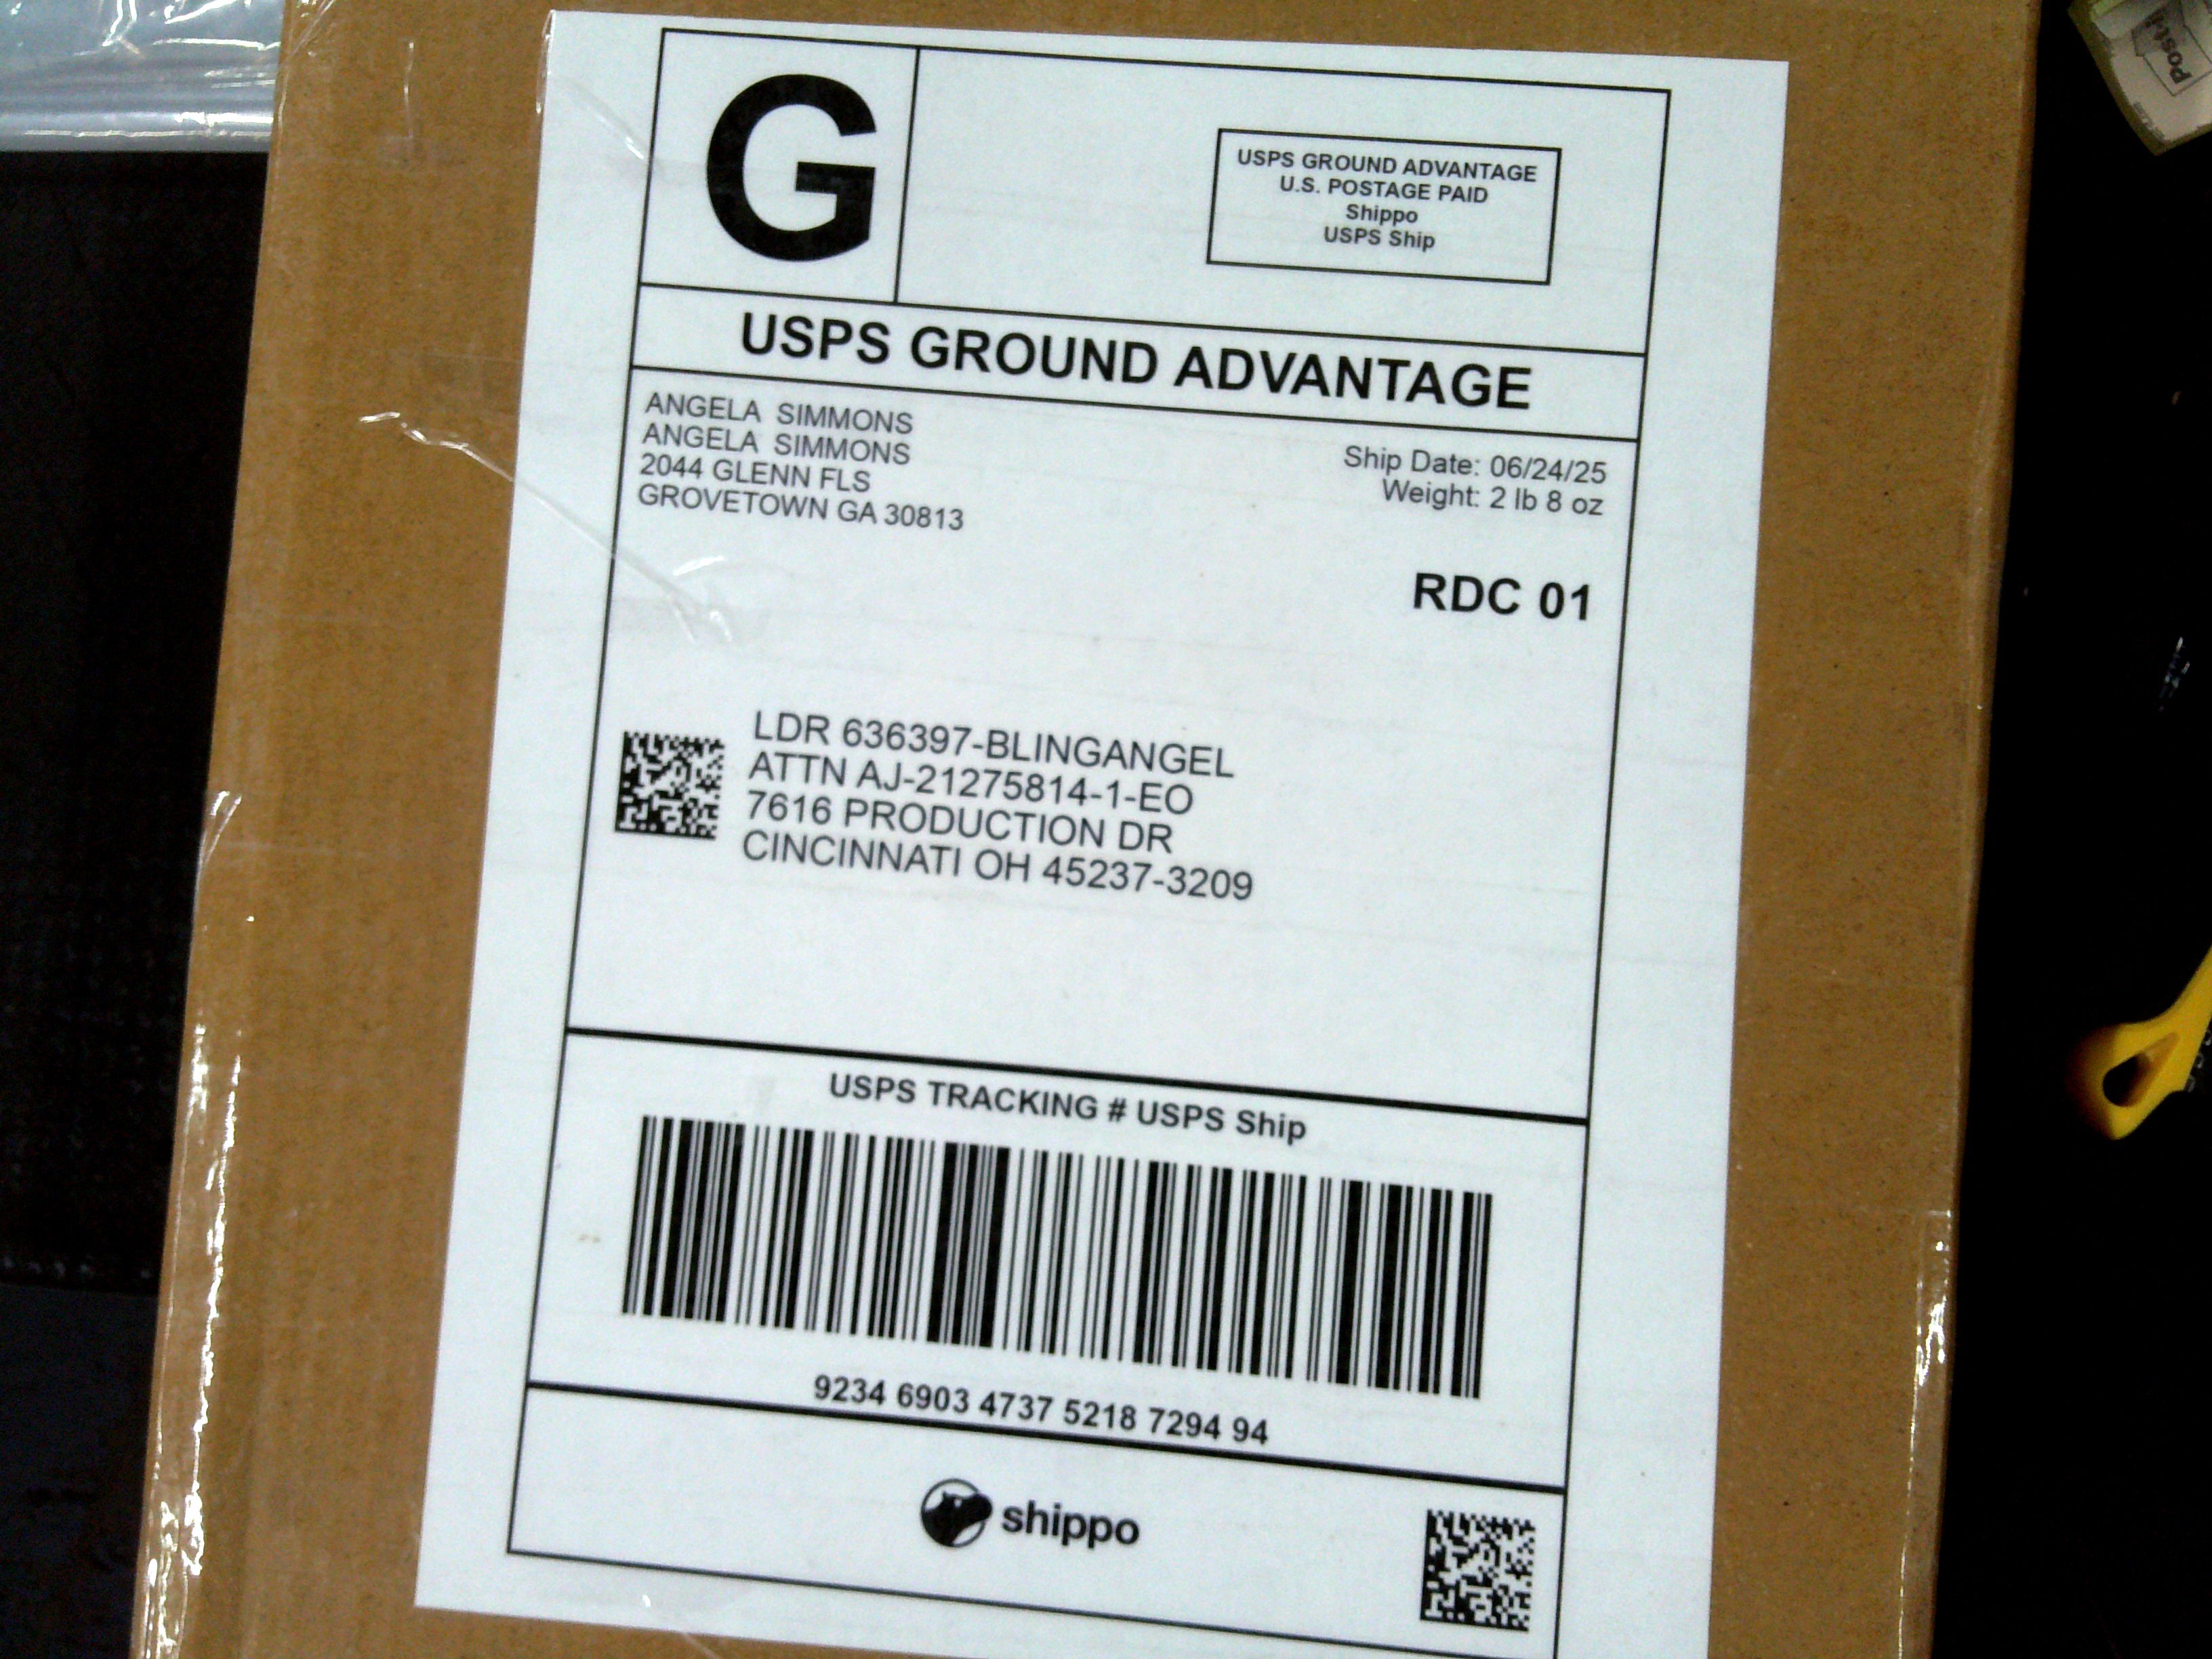 G
USPS GROUND ADVANTAGE
U.S. POSTAGE PAID
Shippo
USPS Ship
USPS GROUND ADVANTAGE
ANGELA SIMMONS
ANGELA SIMMONS
2044 GLENN FLS
GROVETOWN GA 30813
Ship Date: 06/24/25
Weight: 2 lb 8 oz
RDC 01
LDR 636397-BLINGANGEL
ATTN AJ-21275814-1-EO
7616 PRODUCTION DR
CINCINNATI OH 45237-3209
USPS TRACKING # USPS Ship
9234 6903 4737 5218 7294 94
shippo